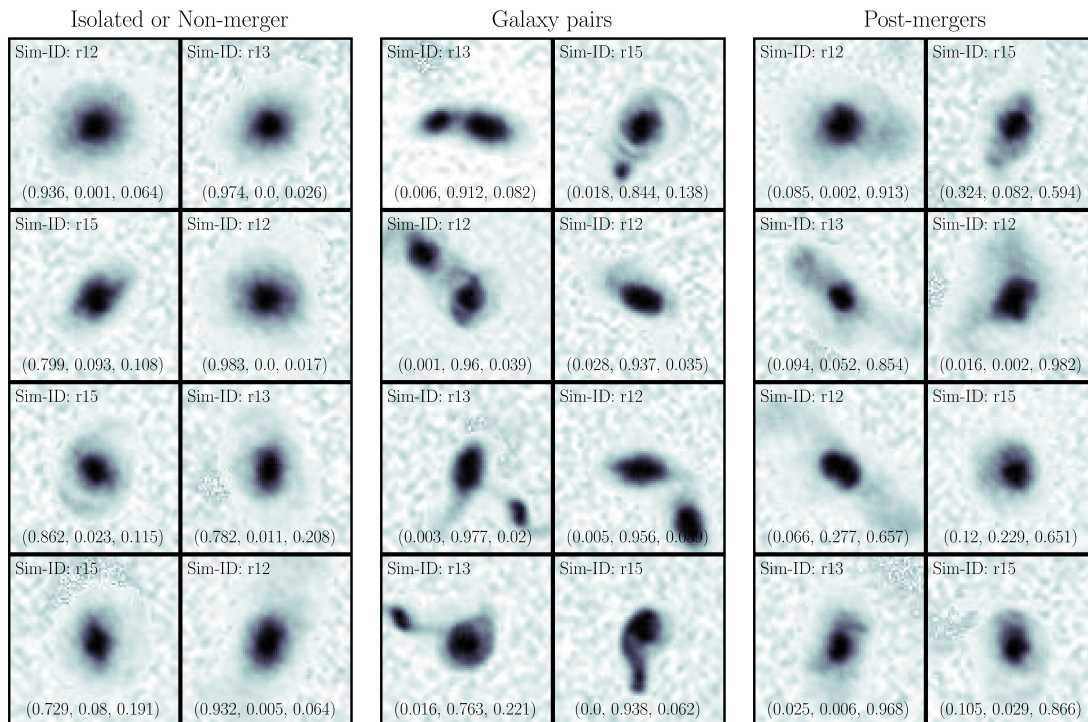 Isolated or Non-merger
Galaxy pairs
Post-mergers
Sim-ID: r12
Sim-ID: r13
Sim-ID: r13
Sim-ID: r15
Sim-ID: r12
Sim-ID: r15
(0.936, 0.001, 0.064)
(0.974, 0.0, 0.026)
(0.006, 0.912, 0.082)
(0.018, 0.844, 0.138)
(0.085, 0.002, 0.913)
(0.324, 0.082, 0.594)
Sim-ID: r15
Sim-ID: r12
Sim-ID: r12
Sim-ID: r12
Sim-ID: r13
Sim-ID: r12
(0.799, 0.093, 0.108)
(0.983, 0.0, 0.017)
(0.001, 0.96, 0.039)
(0.028, 0.937, 0.035)
(0.094, 0.052, 0.854)
(0.016, 0.002, 0.982)
Sim-ID: r15
Sim-ID: r13
Sim-ID: r13
Sim-ID: r12
Sim-ID: r12
Sim-ID: r15
(0.862, 0.023, 0.115)
(0.782, 0.011, 0.208)
(0.003, 0.977, 0.02)
(0.005, 0.956, 0.039)
(0.066, 0.277, 0.657)
(0.12, 0.229, 0.651)
Sim-ID: r15
Sim-ID: r12
Sim-ID: r13
Sim-ID: r15
Sim-ID: r13
Sim-ID: r15
(0.729, 0.08, 0.191)
(0.932, 0.005, 0.064)
(0.016, 0.763, 0.221)
(0.0, 0.938, 0.062)
(0.025, 0.006, 0.968)
(0.105, 0.029, 0.866)